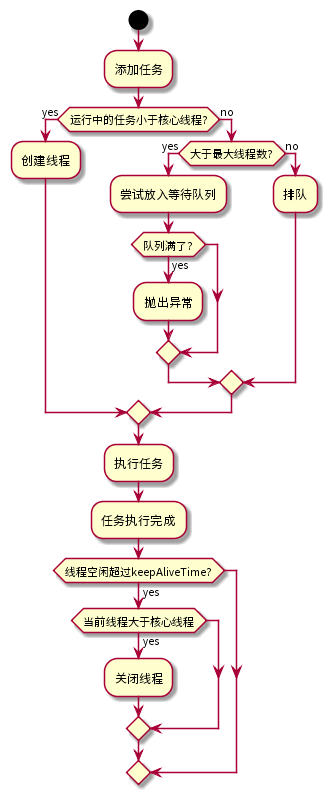 添加任务
运行中的任务小于核心线程?
yes
no
创建线程
大于最大线程数?
yes
no
尝试放入等待队列
排队
队列满了?
yes
抛出异常
执行任务
任务执行完成
线程空闲超过keepAliveTime?
yes
当前线程大于核心线程
yes
关闭线程